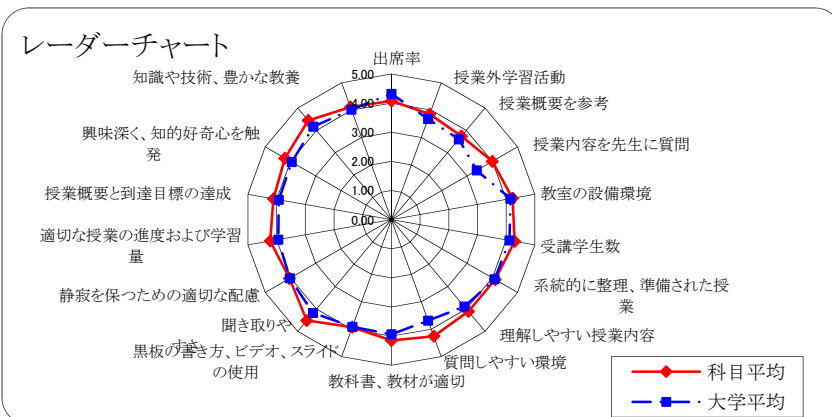 レーダーチャート
出席率
5.00
4.00
3.00
2.00
1.00
0.00
授業外学習活動
授業概要を参考
授業内容を先生に質問
教室の設備環境
受講学生数
系統的に整理、準備された授
業
理解しやすい授業内容
質問しやすい環境
教科書、教材が適切
黒板の書き方、ビデオ、スライド
の使用
聞き取りや
すさ
静寂を保つための適切な配慮
適切な授業の進度および学習
量
授業概要と到達目標の達成
興味深く、知的好奇心を触
発
知識や技術、豊かな教養
科目平均
大学平均